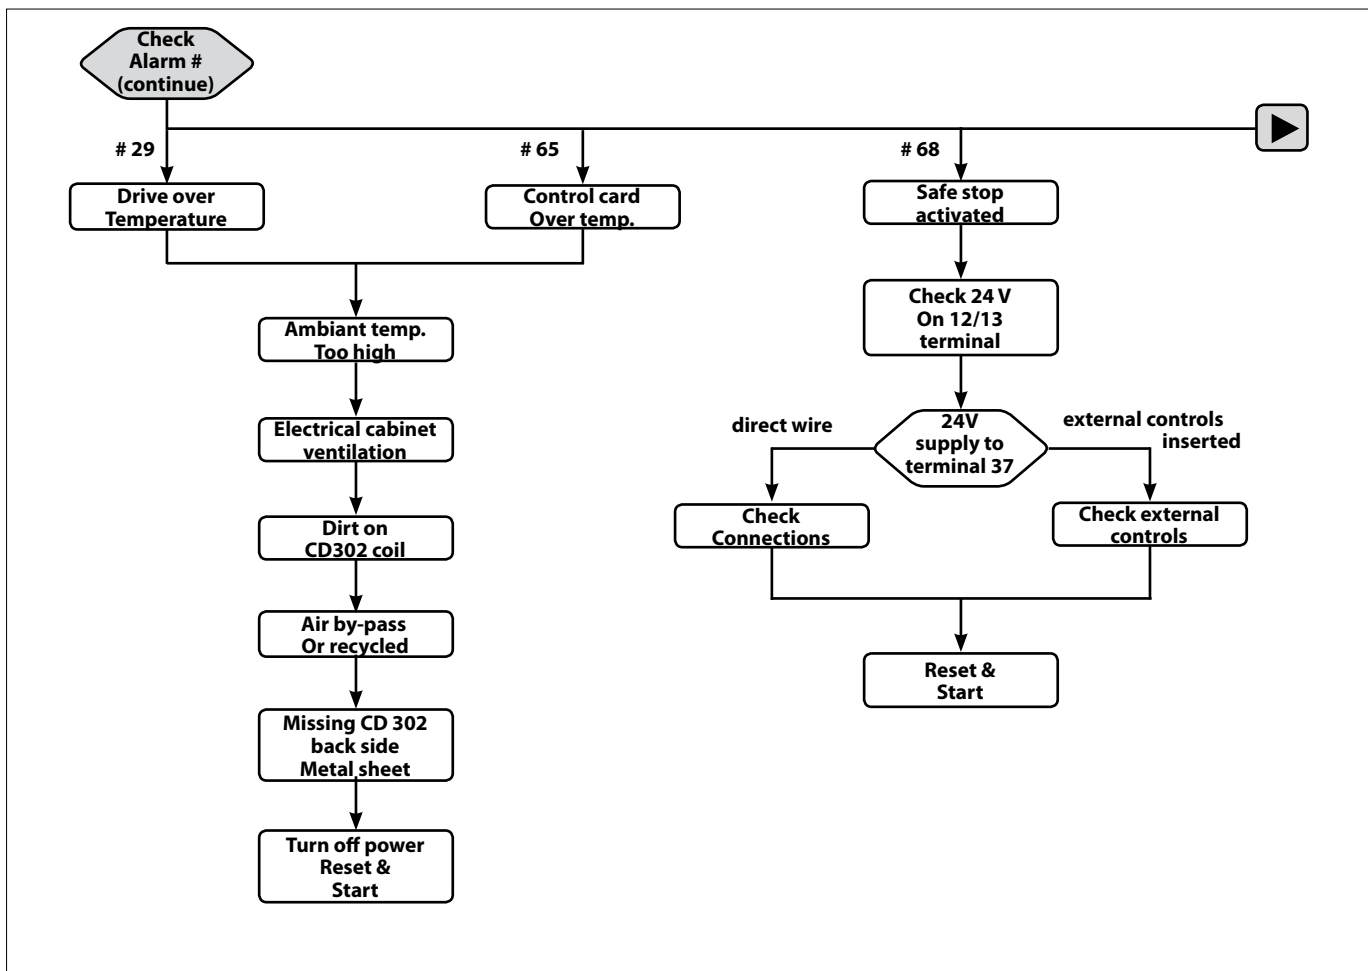 Check
Alarm #
(continue)
# 29
# 65
# 68
Drive over
Temperature
Control card
Over temp.
Safe stop
activated
Ambiant temp.
Too high
Electrical cabinet
ventilation
Dirt on
CD302 coil
Air by-pass
Or recycled
Missing CD 302
back side
Metal sheet
Turn off power
Reset &
Start
Check 24 V
On 12/13
terminal
24V
supply to
terminal 37
direct wire
external controls
inserted
Check
Connections
Check external
controls
Reset &
Start